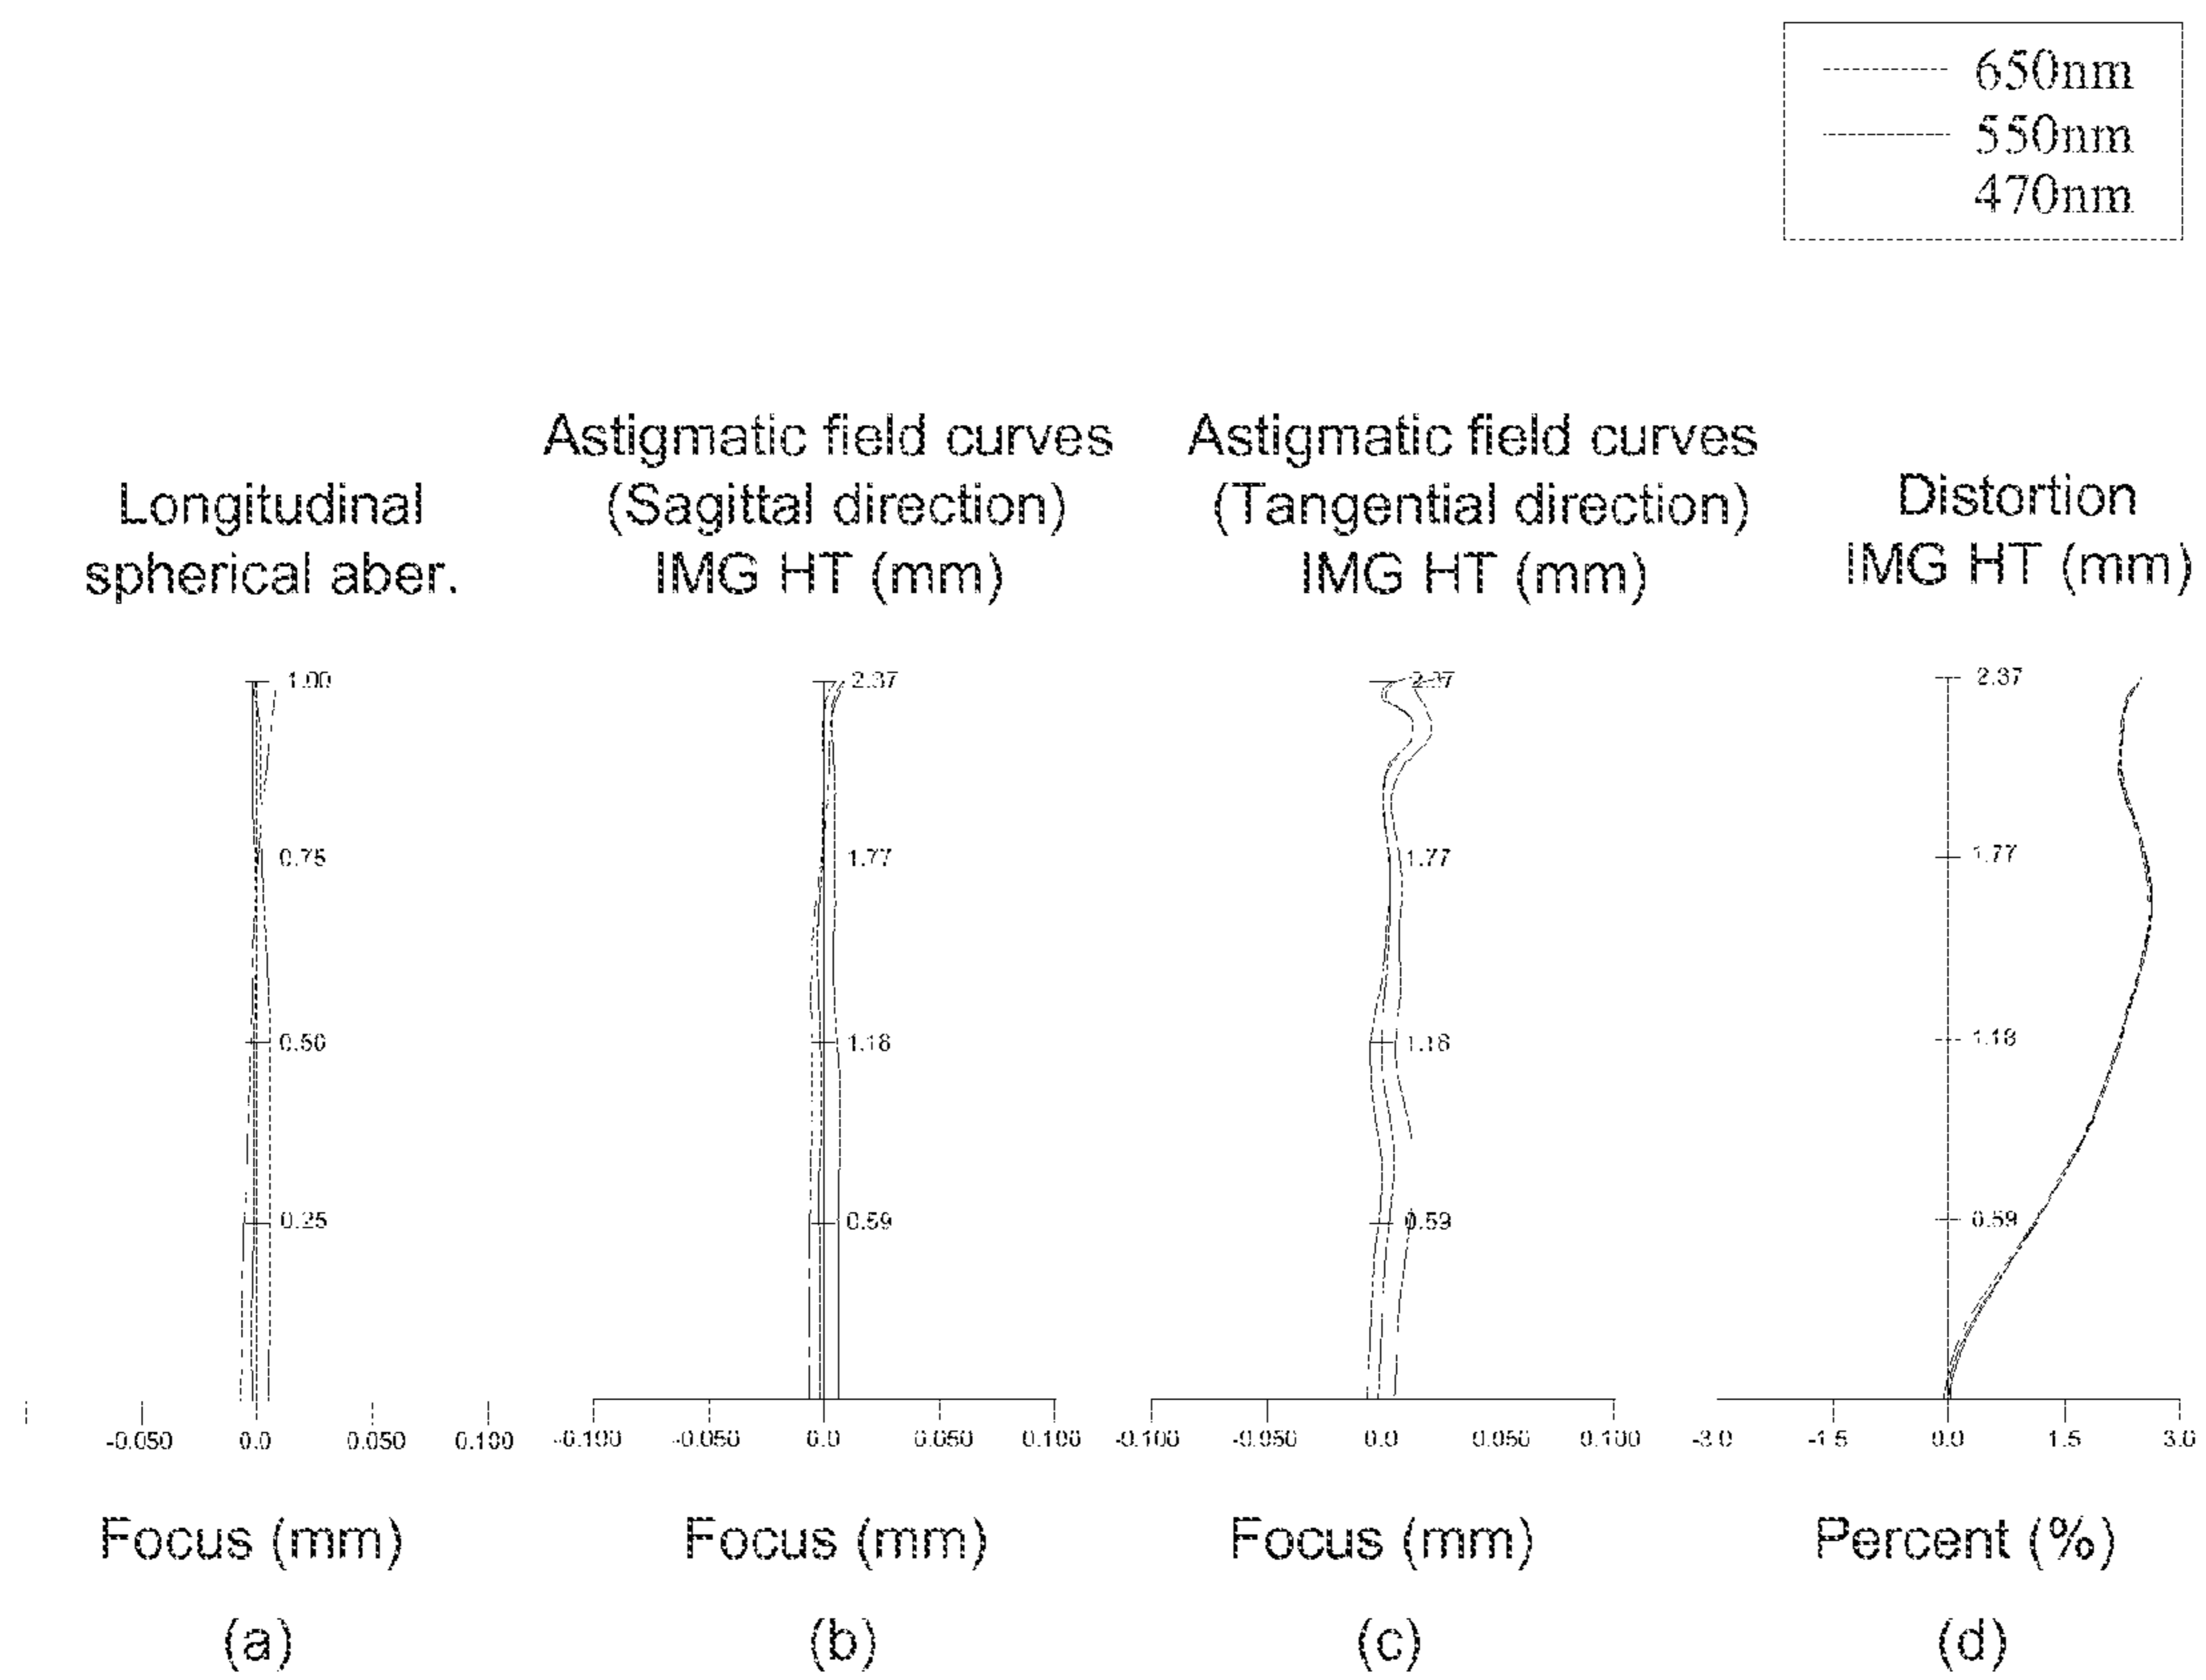 650nm
550nm
470nm
Longitudinal
spherical aber.
Astigmatic field curves
(Sagittal direction)
IMG HT (mm)
Astigmatic field curves
(Tangential direction)
IMG HT (mm)
Distortion
IMG HT (mm)
1.00
0.75
0.50
0.25
-0.050
0.0
0.050
0.100
Focus (mm)
(a)
2.37
1.77
1.18
0.59
-0.100
-0.050
0.0
0.050
0.100
Focus (mm)
(b)
2.37
1.77
1.18
0.59
-0.100
-0.050
0.0
0.050
0.100
Focus (mm)
(c)
2.37
1.77
1.18
0.59
-3.0
-1.5
0.0
1.5
3.0
Percent (%)
(d)